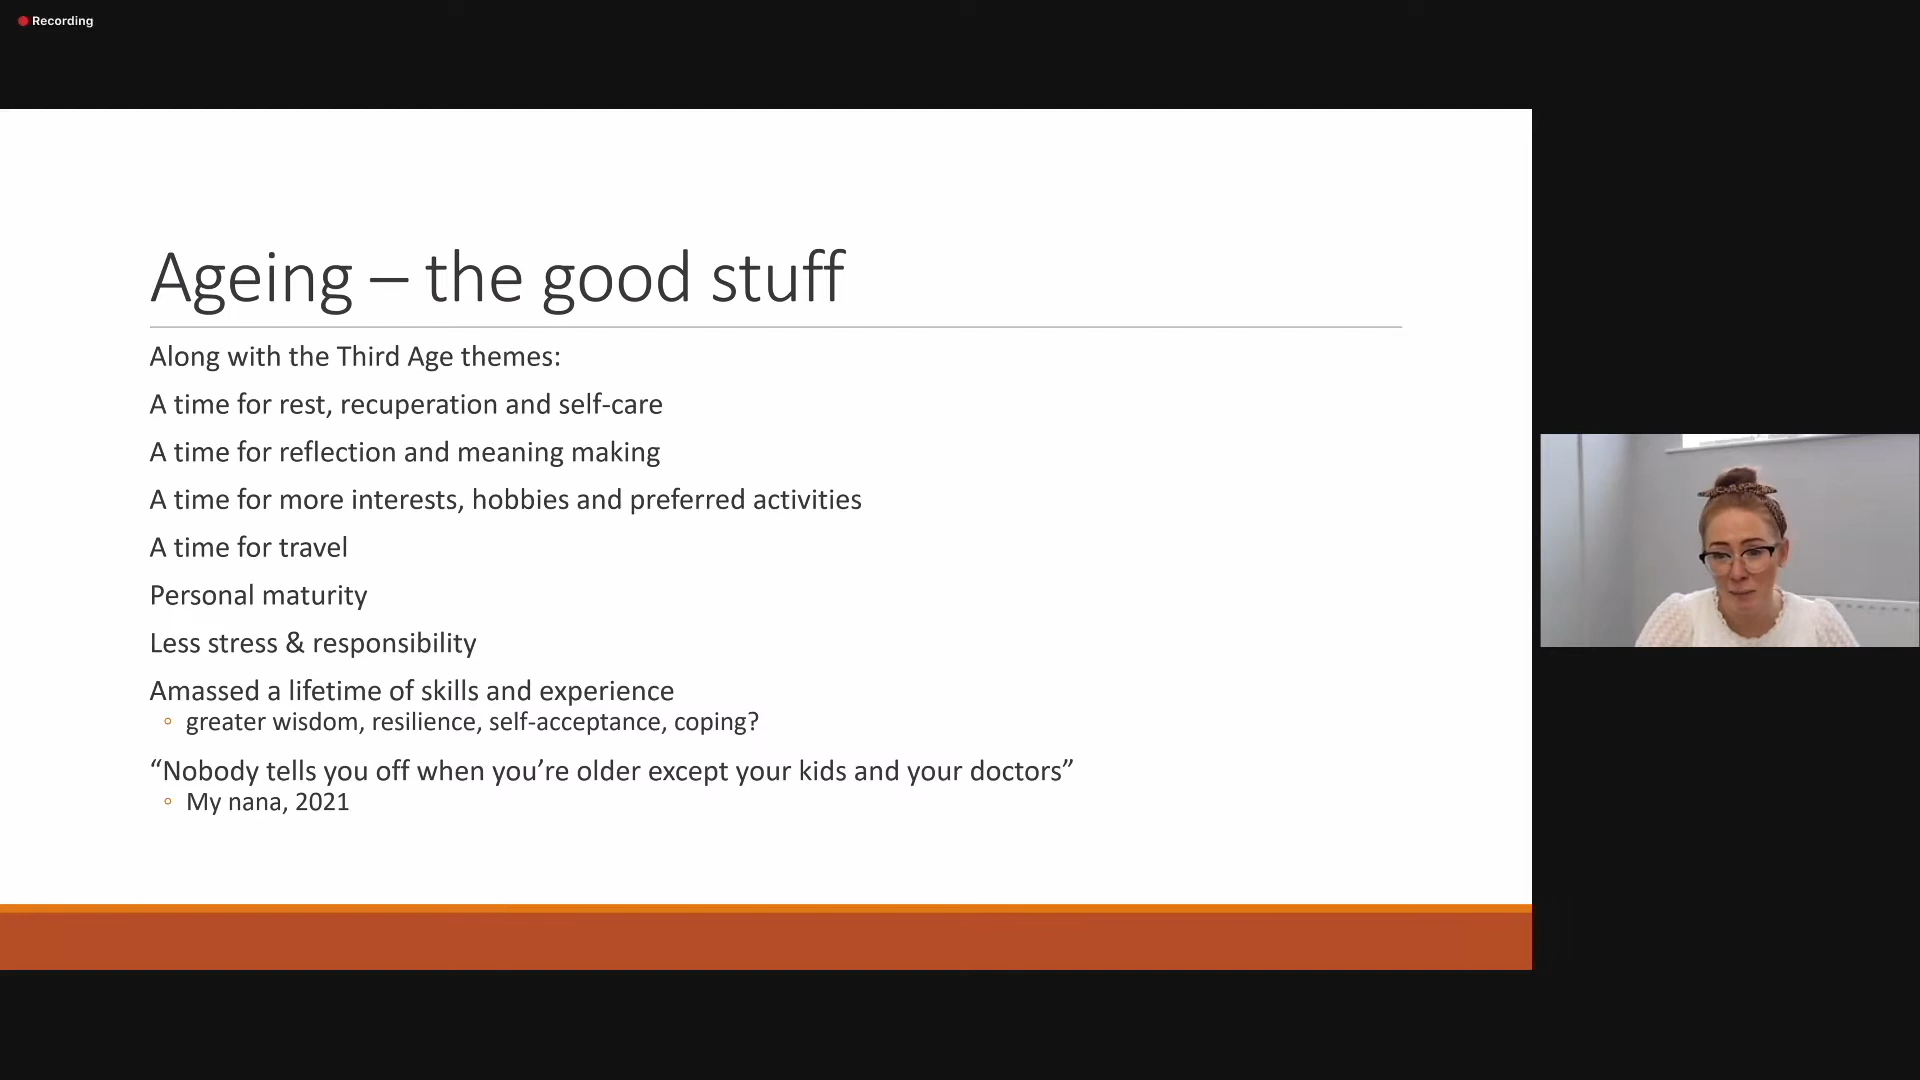 Recording
Ageing – the good stuff
Along with the Third Age themes:
A time for rest, recuperation and self-care
A time for reflection and meaning making
A time for more interests, hobbies and preferred activities
A time for travel
Personal maturity
Less stress & responsibility
Amassed a lifetime of skills and experience
◦ greater wisdom, resilience, self-acceptance, coping?
“Nobody tells you off when you’re older except your kids and your doctors”
◦ My nana, 2021